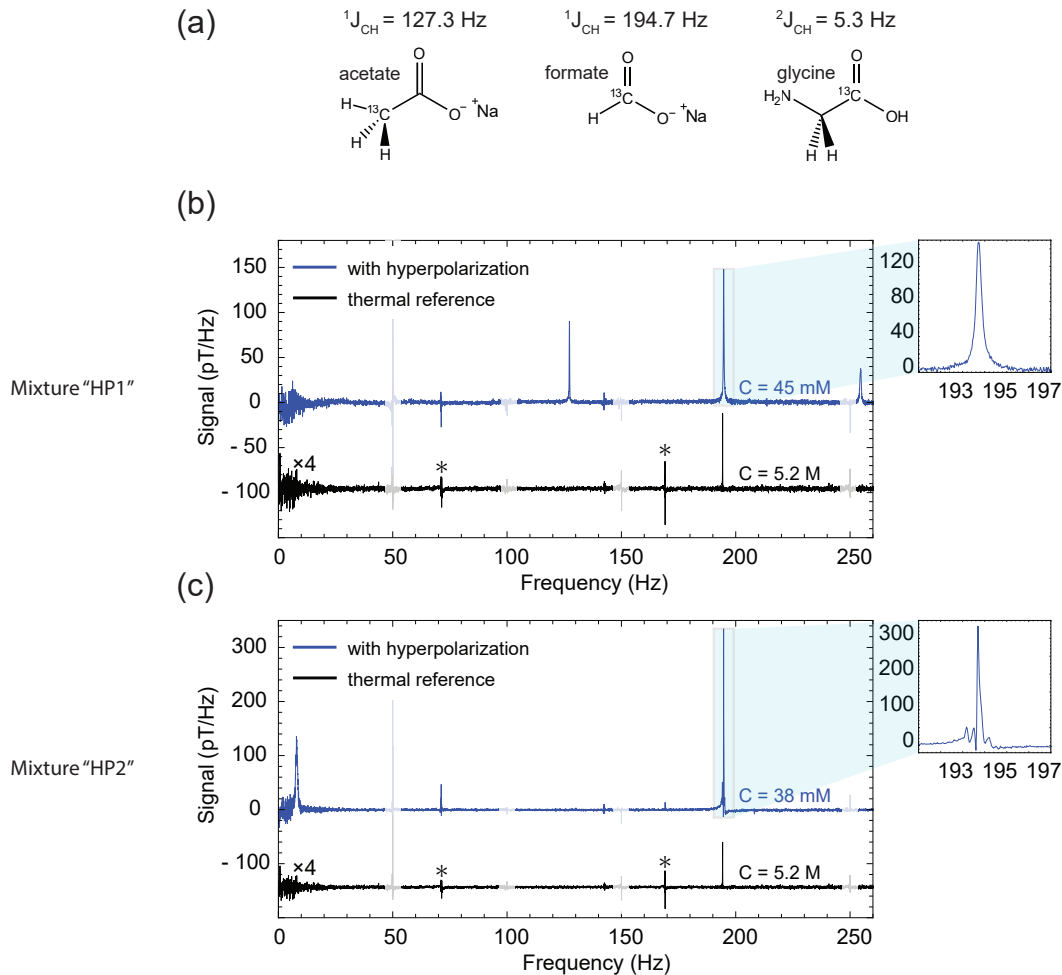 (a)
¹J_CH = 127.3 Hz
¹J_CH = 194.7 Hz
²J_CH = 5.3 Hz
acetate
O
¹³C
H
H
H
O⁻ ⁺Na
formate
O
¹³C
H
O⁻ ⁺Na
glycine
O
H₂N
¹³C
OH
H H
(b)
Mixture “HP1”
Signal (pT/Hz)
150
100
50
0
- 50
- 100
with hyperpolarization
thermal reference
C = 45 mM
×4
*
*
C = 5.2 M
0 50 100 150 200 250
Frequency (Hz)
120
80
40
0
193 195 197
(c)
Mixture “HP2”
Signal (pT/Hz)
300
200
100
0
- 100
with hyperpolarization
thermal reference
C = 38 mM
×4
*
*
C = 5.2 M
0 50 100 150 200 250
Frequency (Hz)
300
200
100
0
193 195 197